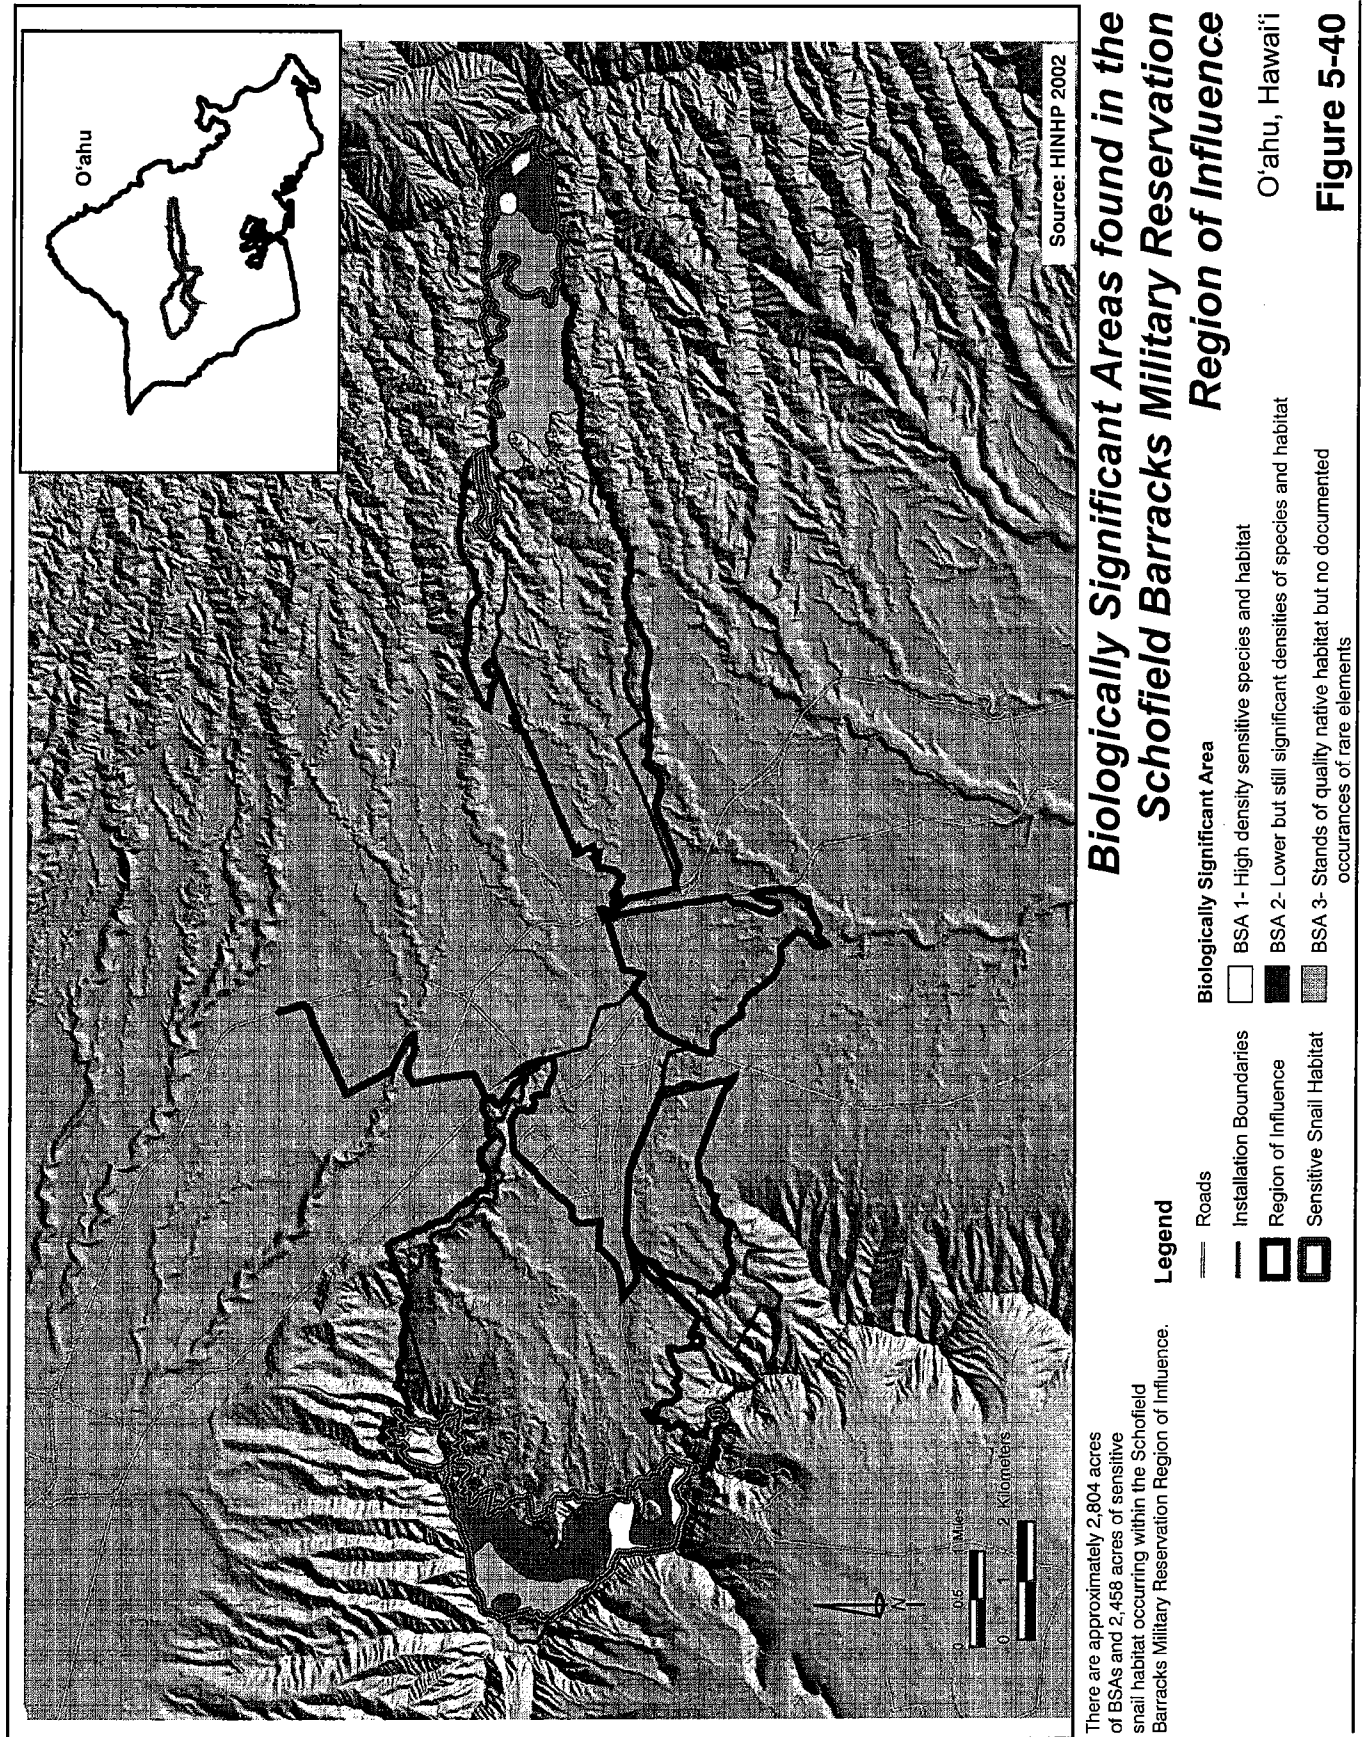 O'ahu
Source: HINHP 2002
0 0.5 1 Miles
0 1 2 Kilometers
N
There are approximately 2,804 acres
of BSAs and 2,458 acres of sensitive
snail habitat occurring within the Schofield
Barracks Military Reservation Region of Influence.
Legend
Roads
Installation Boundaries
Region of Influence
Sensitive Snail Habitat
Biologically Significant Area
BSA 1- High density sensitive species and habitat
BSA 2- Lower but still significant densities of species and habitat
BSA 3- Stands of quality native habitat but no documented
occurances of rare elements
Biologically Significant Areas found in the
Schofield Barracks Military Reservation
Region of Influence
O'ahu, Hawai'i
Figure 5-40